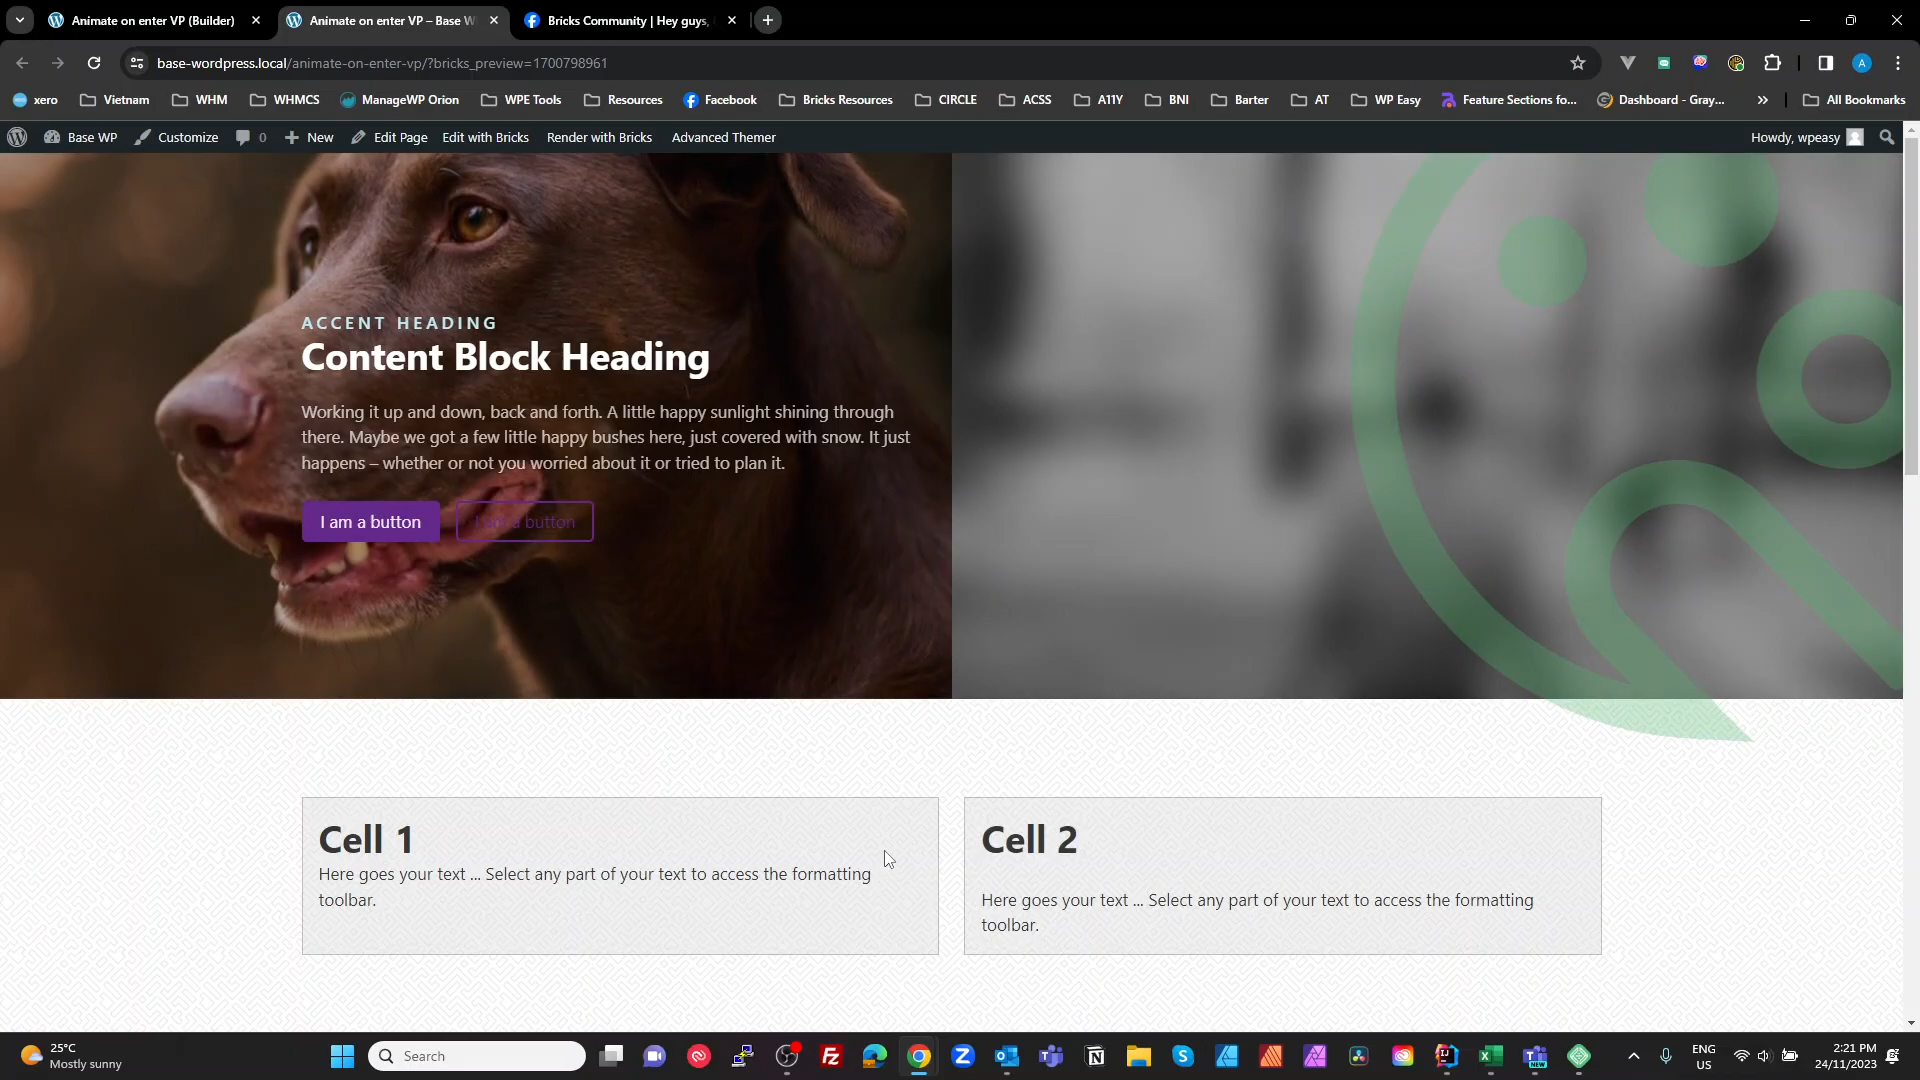 Animate on enter VP (Builder)
Animate on enter VP – Base W
Bricks Community | Hey guys,
base-wordpress.local/animate-on-enter-vp/?bricks_preview=1700798961
xero
Vietnam
WHM
WHMCS
ManageWP Orion
WPE Tools
Resources
Facebook
Bricks Resources
CIRCLE
ACSS
A11Y
BNI
Barter
AT
WP Easy
Feature Sections fo...
Dashboard - Gray...
All Bookmarks
Base WP
Customize
0
New
Edit Page
Edit with Bricks
Render with Bricks
Advanced Themer
Howdy, wpeasy
ACCENT HEADING
Content Block Heading
Working it up and down, back and forth. A little happy sunlight shining through
there. Maybe we got a few little happy bushes here, just covered with snow. It just
happens – whether or not you worried about it or tried to plan it.
I am a button
I am a button
Cell 1
Here goes your text ... Select any part of your text to access the formatting
toolbar.
Cell 2
Here goes your text ... Select any part of your text to access the formatting
toolbar.
25°C
Mostly sunny
Search
ENG
US
2:21 PM
24/11/2023